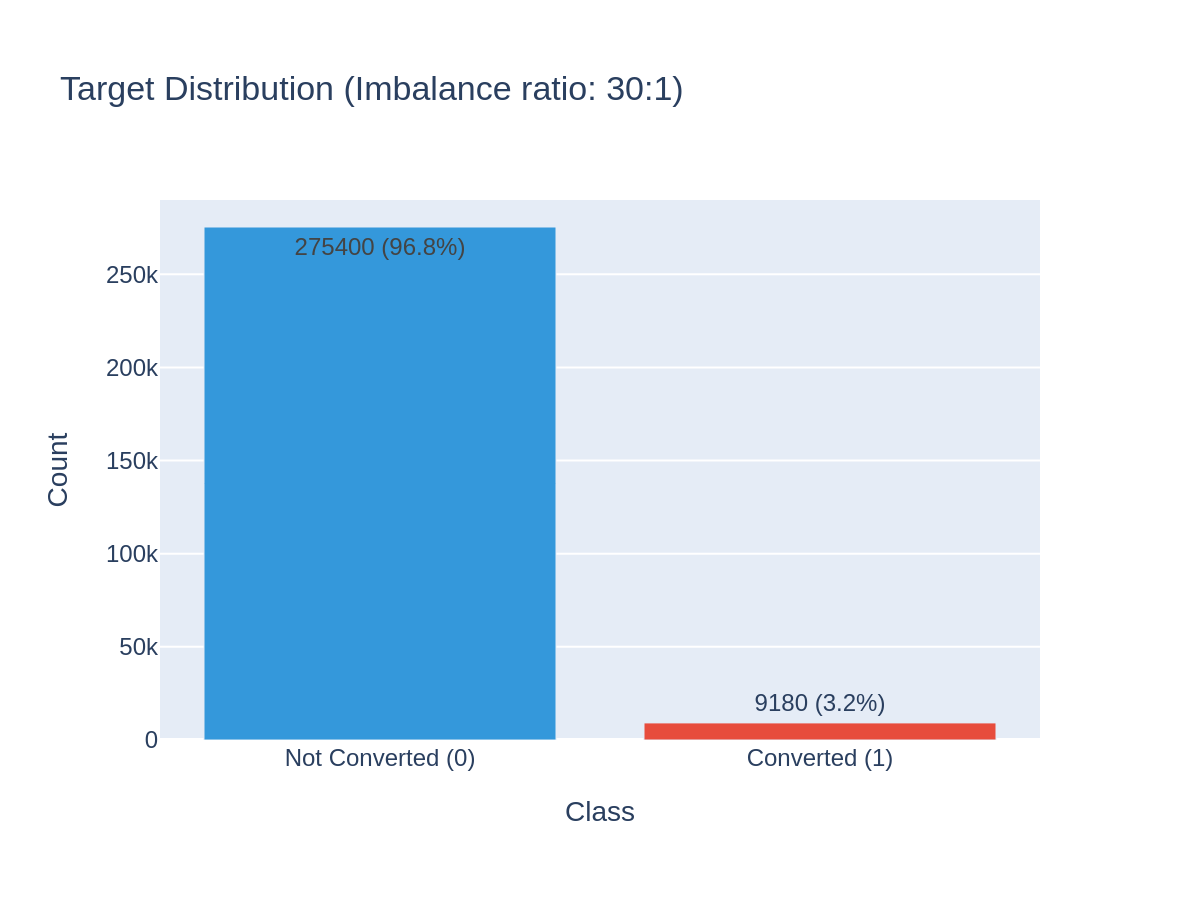 Target Distribution (Imbalance ratio: 30:1)
275400 (96.8%)
250k
200k
150k
100k
50k
0
Count
9180 (3.2%)
Not Converted (0)
Converted (1)
Class